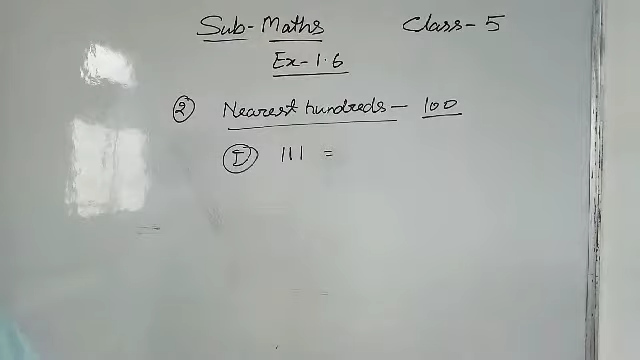 Sub- Maths Class- 5
Ex- 1.6
② Nearest hundreds - 100
Ⓘ 111 =